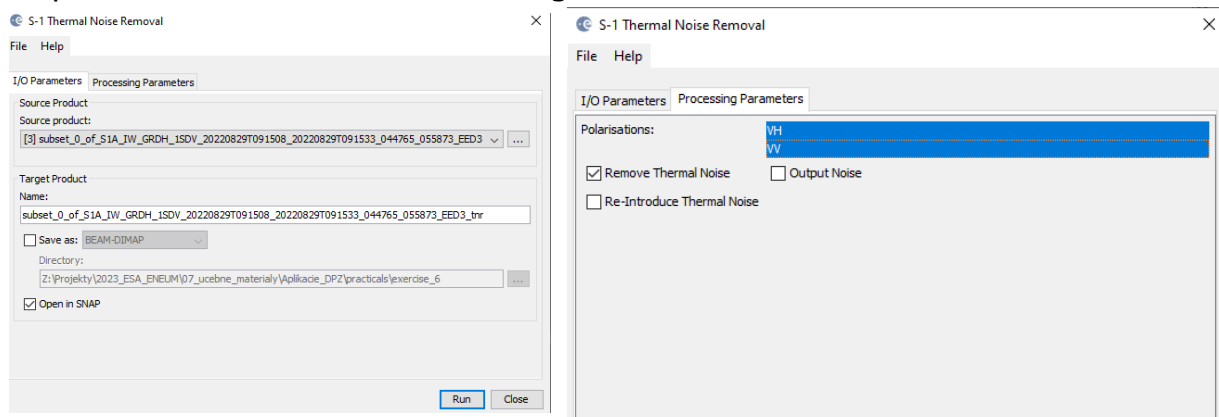 S-1 Thermal Noise Removal
File Help
I/O Parameters Processing Parameters
Source Product
Source product:
[3] subset_0_of_S1A_IW_GRDH_1SDV_20220829T091508_20220829T091533_044765_055873_EED3
...
Target Product
Name:
subset_0_of_S1A_IW_GRDH_1SDV_20220829T091508_20220829T091533_044765_055873_EED3_tnr
Save as: BEAM-DIMAP
Directory:
Z:\Projekty\2023_ESA_ENEUM\07_ucebne_materialy\Aplikacie_DPZ\practicals\exercise_6
...
Open in SNAP
Run Close
S-1 Thermal Noise Removal
File Help
I/O Parameters Processing Parameters
Polarisations: VH
VV
Remove Thermal Noise Output Noise
Re-Introduce Thermal Noise